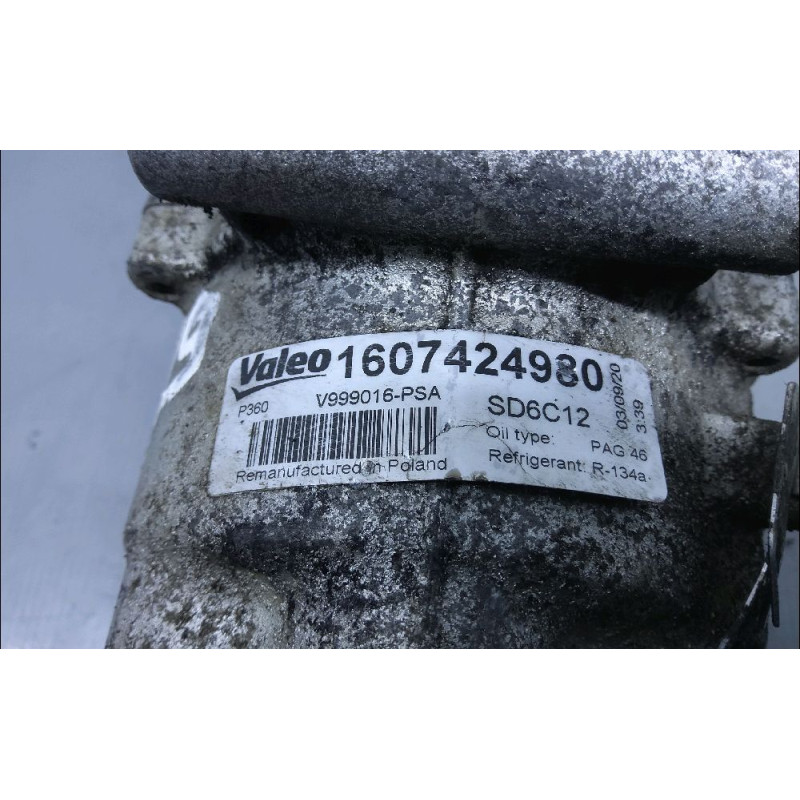 Valeo 1607424980
P360 V999016-PSA
Remanufactured in Poland
SD6C12
Oil type: PAG 46
Refrigerant: R-134a
03/09/20
3:39